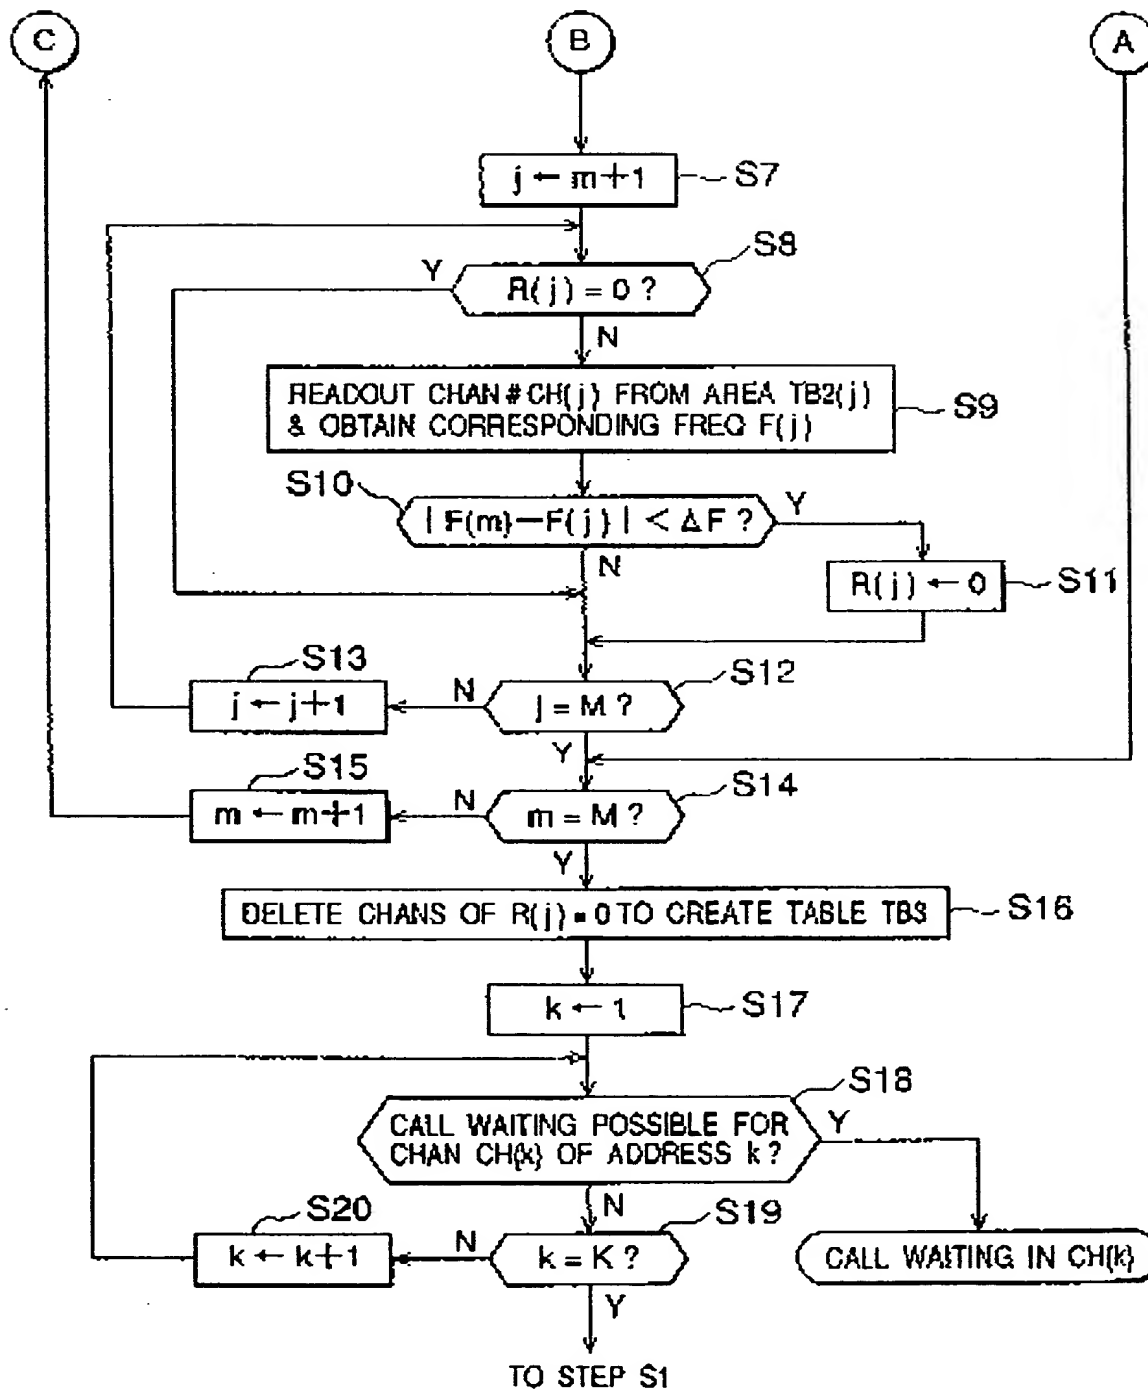 C
B
A
j ← m+1
S7
S8
Y
R(j) = 0 ?
N
READOUT CHAN # CH(j) FROM AREA TB2(j)
& OBTAIN CORRESPONDING FREQ F(j)
S9
S10
| F(m)-F(j) | < ΔF ?
Y
N
R(j) ← 0
S11
S13
S12
j ← j+1
N
j = M ?
Y
S15
S14
m ← m+1
N
m = M ?
Y
DELETE CHANS OF R(j) = 0 TO CREATE TABLE TB3
S16
k ← 1
S17
S18
CALL WAITING POSSIBLE FOR
CHAN CH(k) OF ADDRESS k ?
Y
N
S20
S19
k ← k+1
N
k = K ?
CALL WAITING IN CH(k)
Y
TO STEP S1